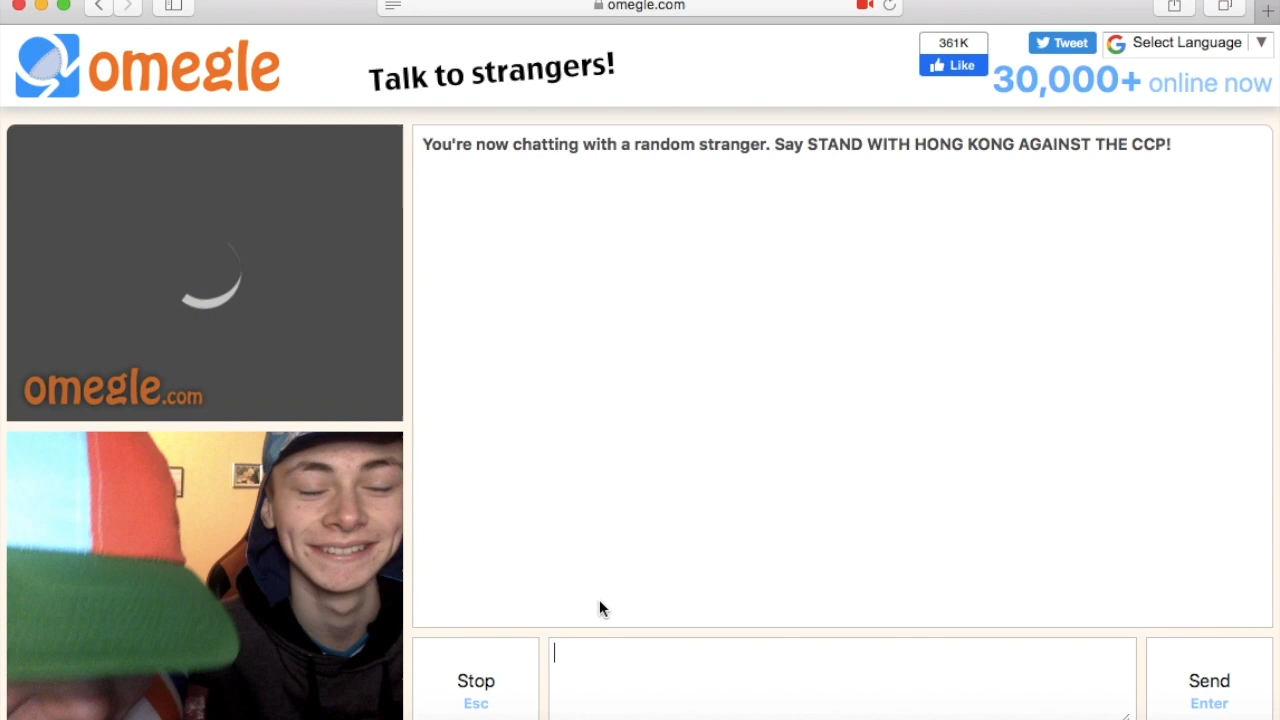 omegle.com
omegle
Talk to strangers!
361K
Like
Tweet
Select Language
30,000+ online now
You're now chatting with a random stranger. Say STAND WITH HONG KONG AGAINST THE CCP!
omegle.com
Stop
Esc
Send
Enter